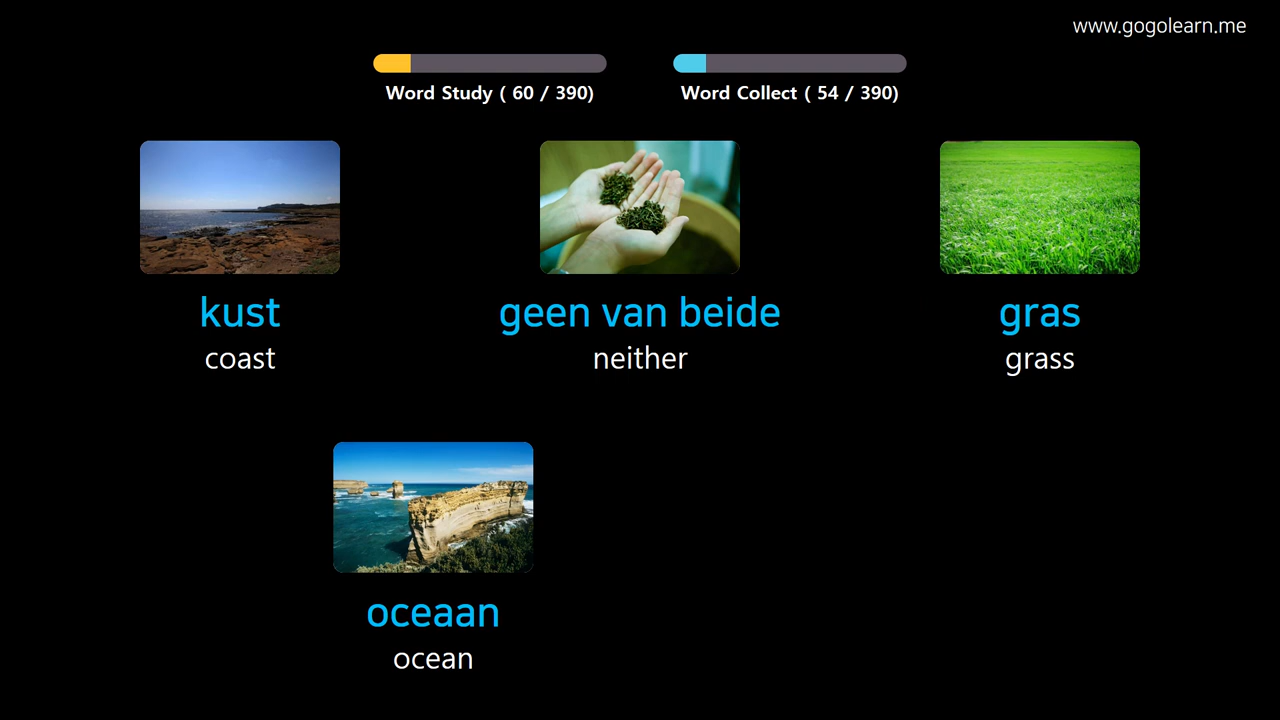 www.gogolearn.me
Word Study ( 60 / 390)
Word Collect ( 54 / 390)
kust
coast
geen van beide
neither
gras
grass
oceaan
ocean